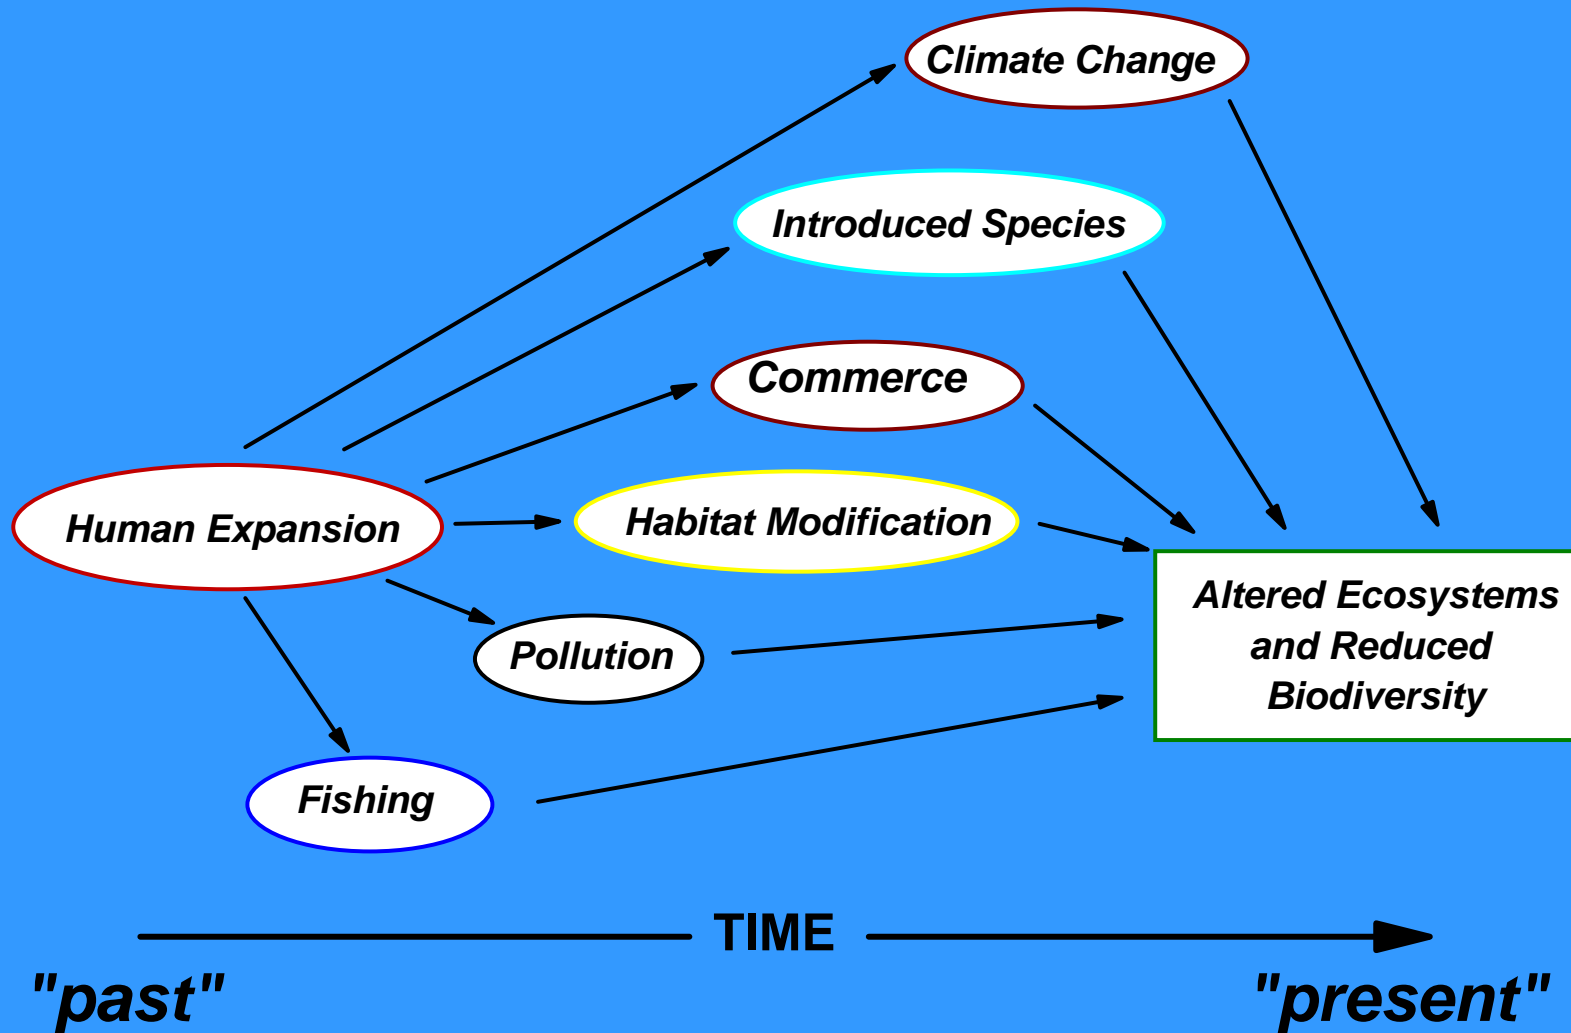 Climate Change
Introduced Species
Commerce
Human Expansion
Habitat Modification
Altered Ecosystems
and Reduced
Biodiversity
Pollution
Fishing
TIME
"past"
"present"